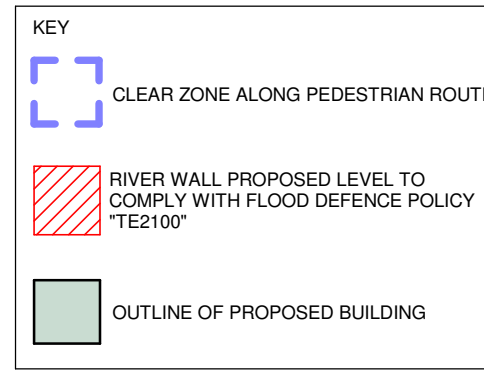 KEY
CLEAR ZONE ALONG PEDESTRIAN ROUT
RIVER WALL PROPOSED LEVEL TO
COMPLY WITH FLOOD DEFENCE POLICY
"TE2100"
OUTLINE OF PROPOSED BUILDING